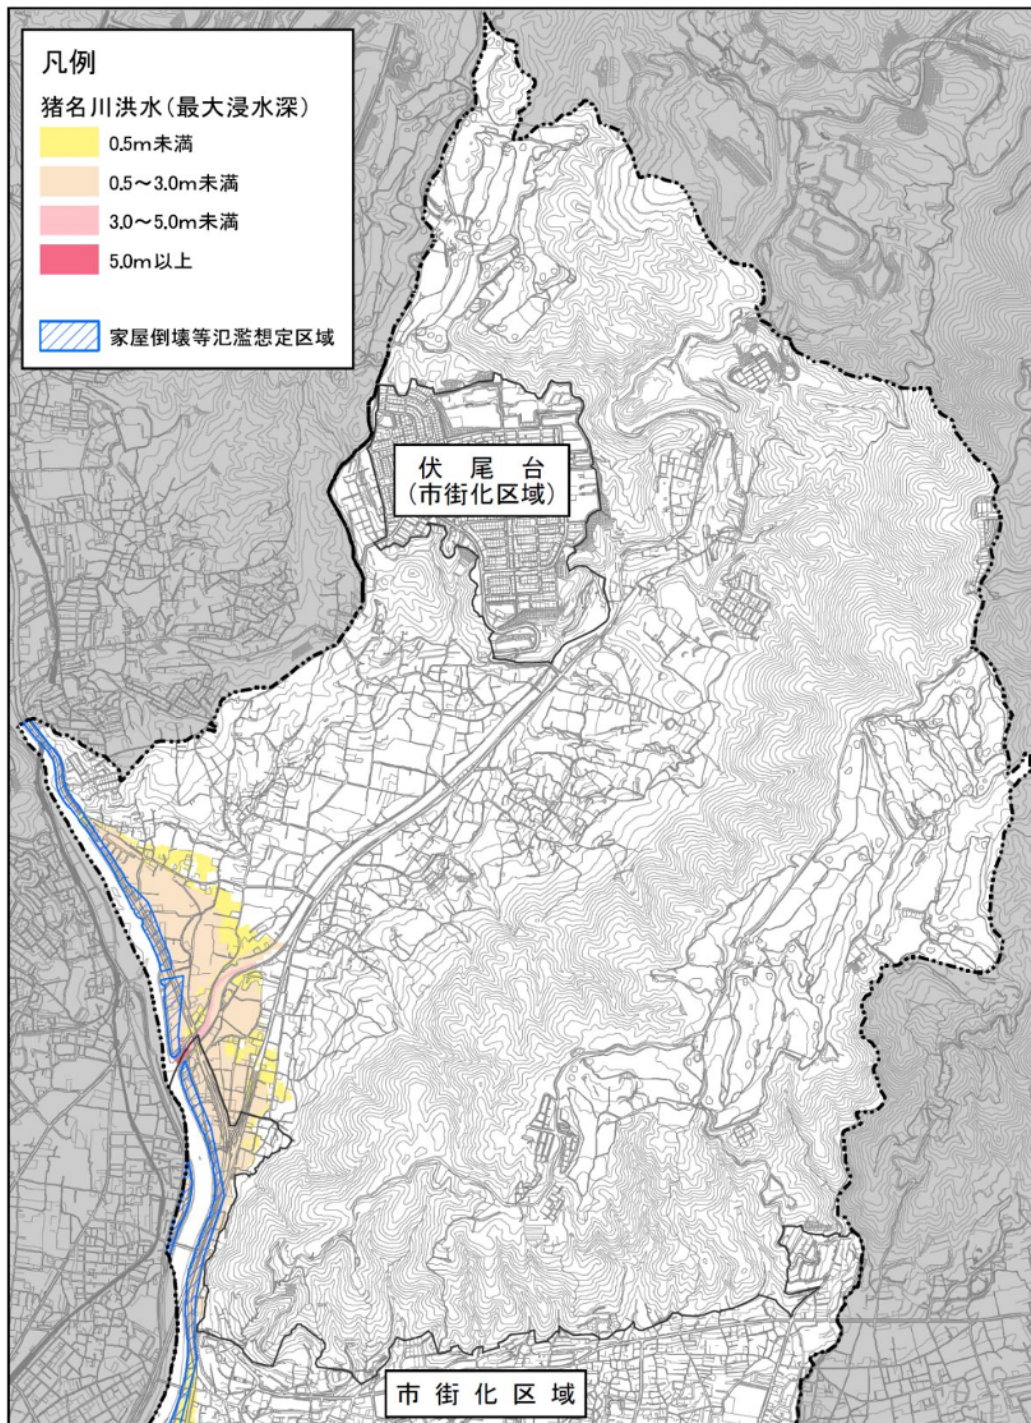 凡例
猪名川洪水(最大浸水深)
0.5m未満
0.5～3.0m未満
3.0～5.0m未満
5.0m以上
家屋倒壊等氾濫想定区域
伏尾台
(市街化区域)
市街化区域